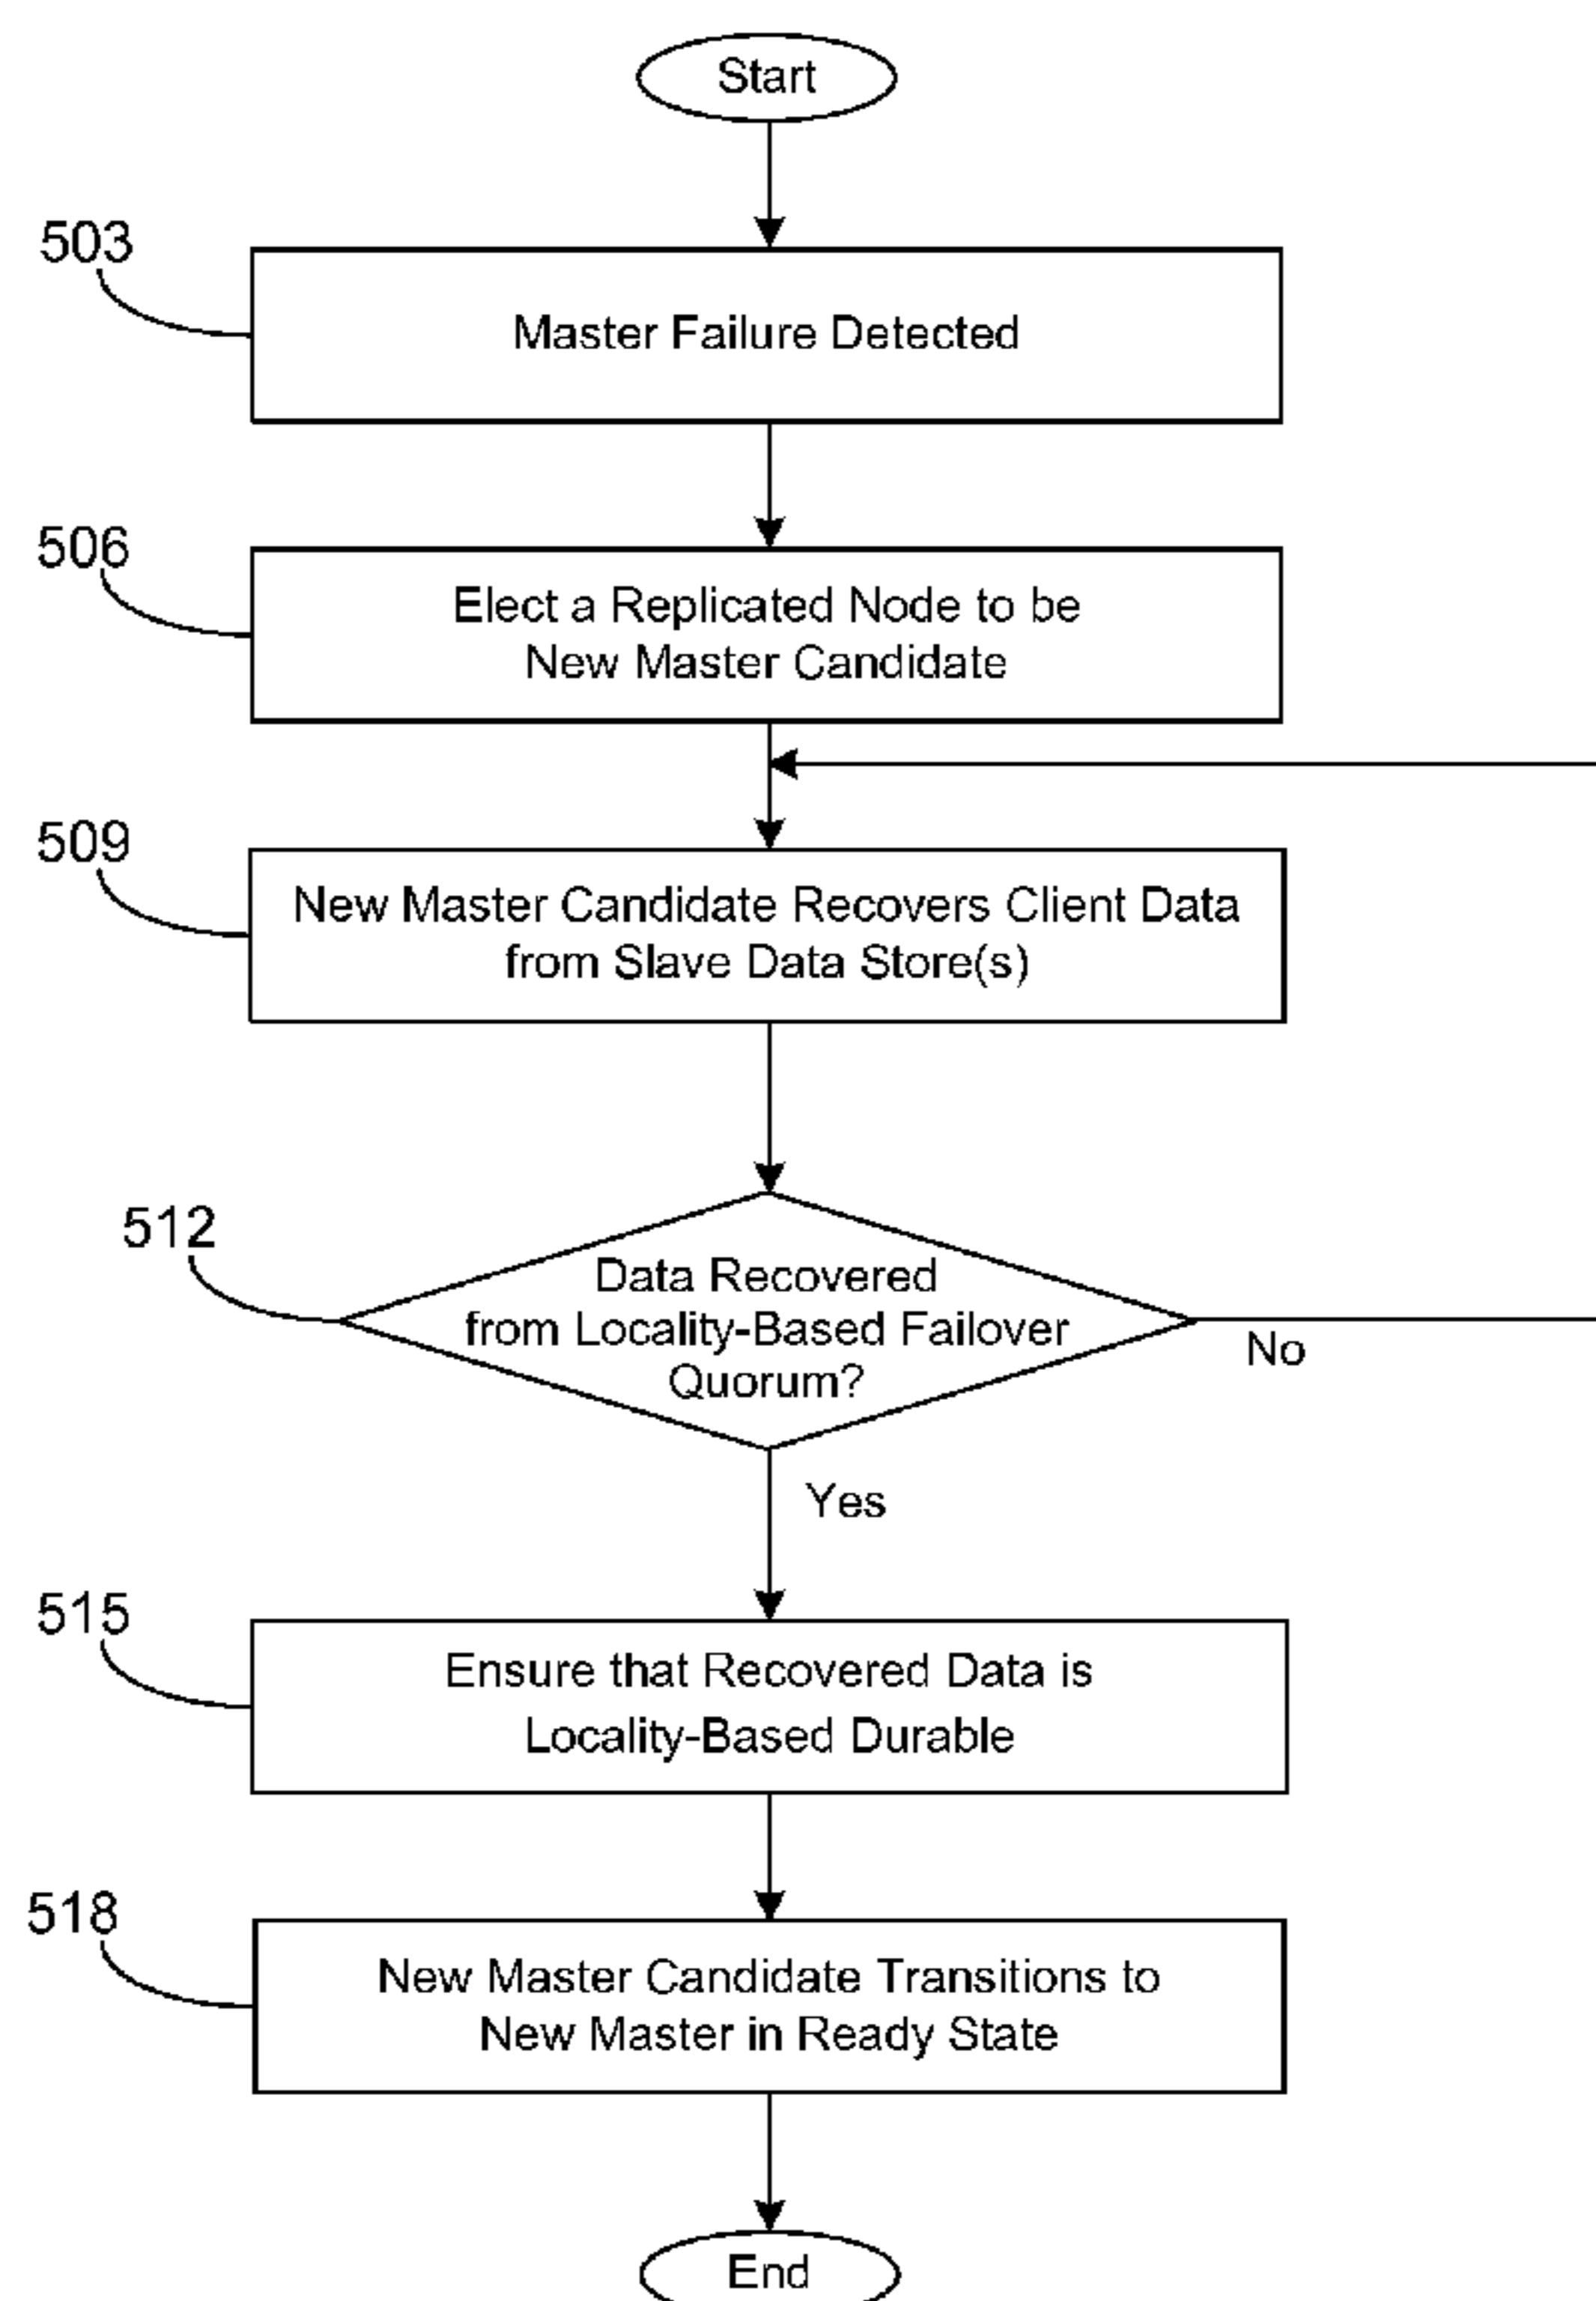 Start
503
Master Failure Detected
506
Elect a Replicated Node to be
New Master Candidate
509
New Master Candidate Recovers Client Data
from Slave Data Store(s)
512
Data Recovered
from Locality-Based Failover
Quorum?
No
Yes
515
Ensure that Recovered Data is
Locality-Based Durable
518
New Master Candidate Transitions to
New Master in Ready State
End